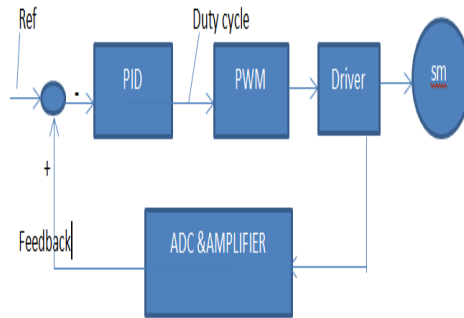 Ref
Duty cycle
PID
PWM
Driver
sm
-
+
Feedback
ADC &AMPLIFIER